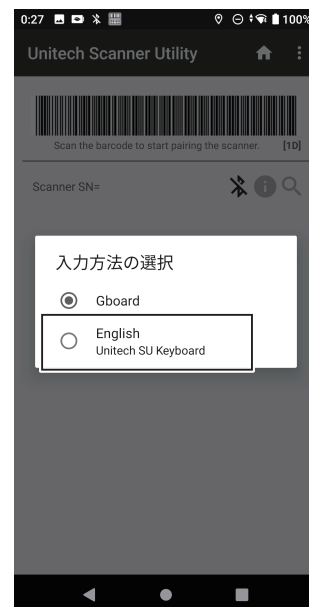 0:27
100%
Unitech Scanner Utility
Scan the barcode to start pairing the scanner. [1D]
Scanner SN=
入力方法の選択
Gboard
English
Unitech SU Keyboard